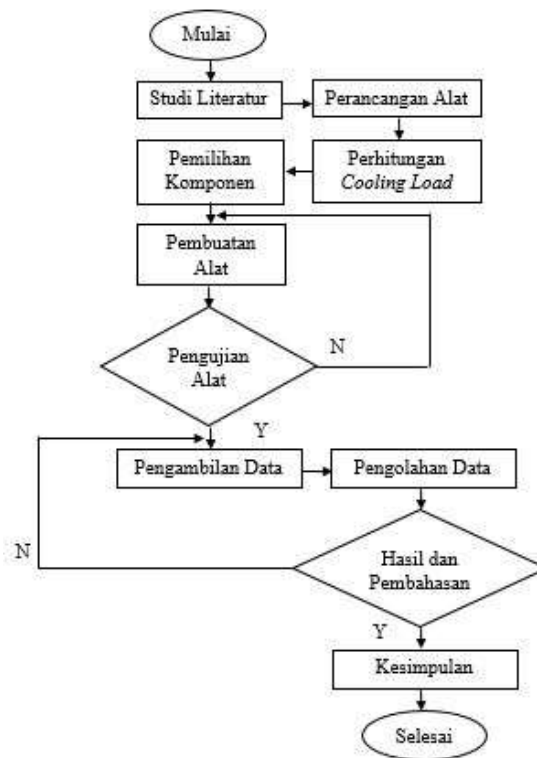 Mulai
Studi Literatur
Perancangan Alat
Perhitungan
Cooling Load
Pemilihan
Komponen
Pembuatan
Alat
Pengujian
Alat
N
Y
Pengambilan Data
Pengolahan Data
Hasil dan
Pembahasan
N
Y
Kesimpulan
Selesai